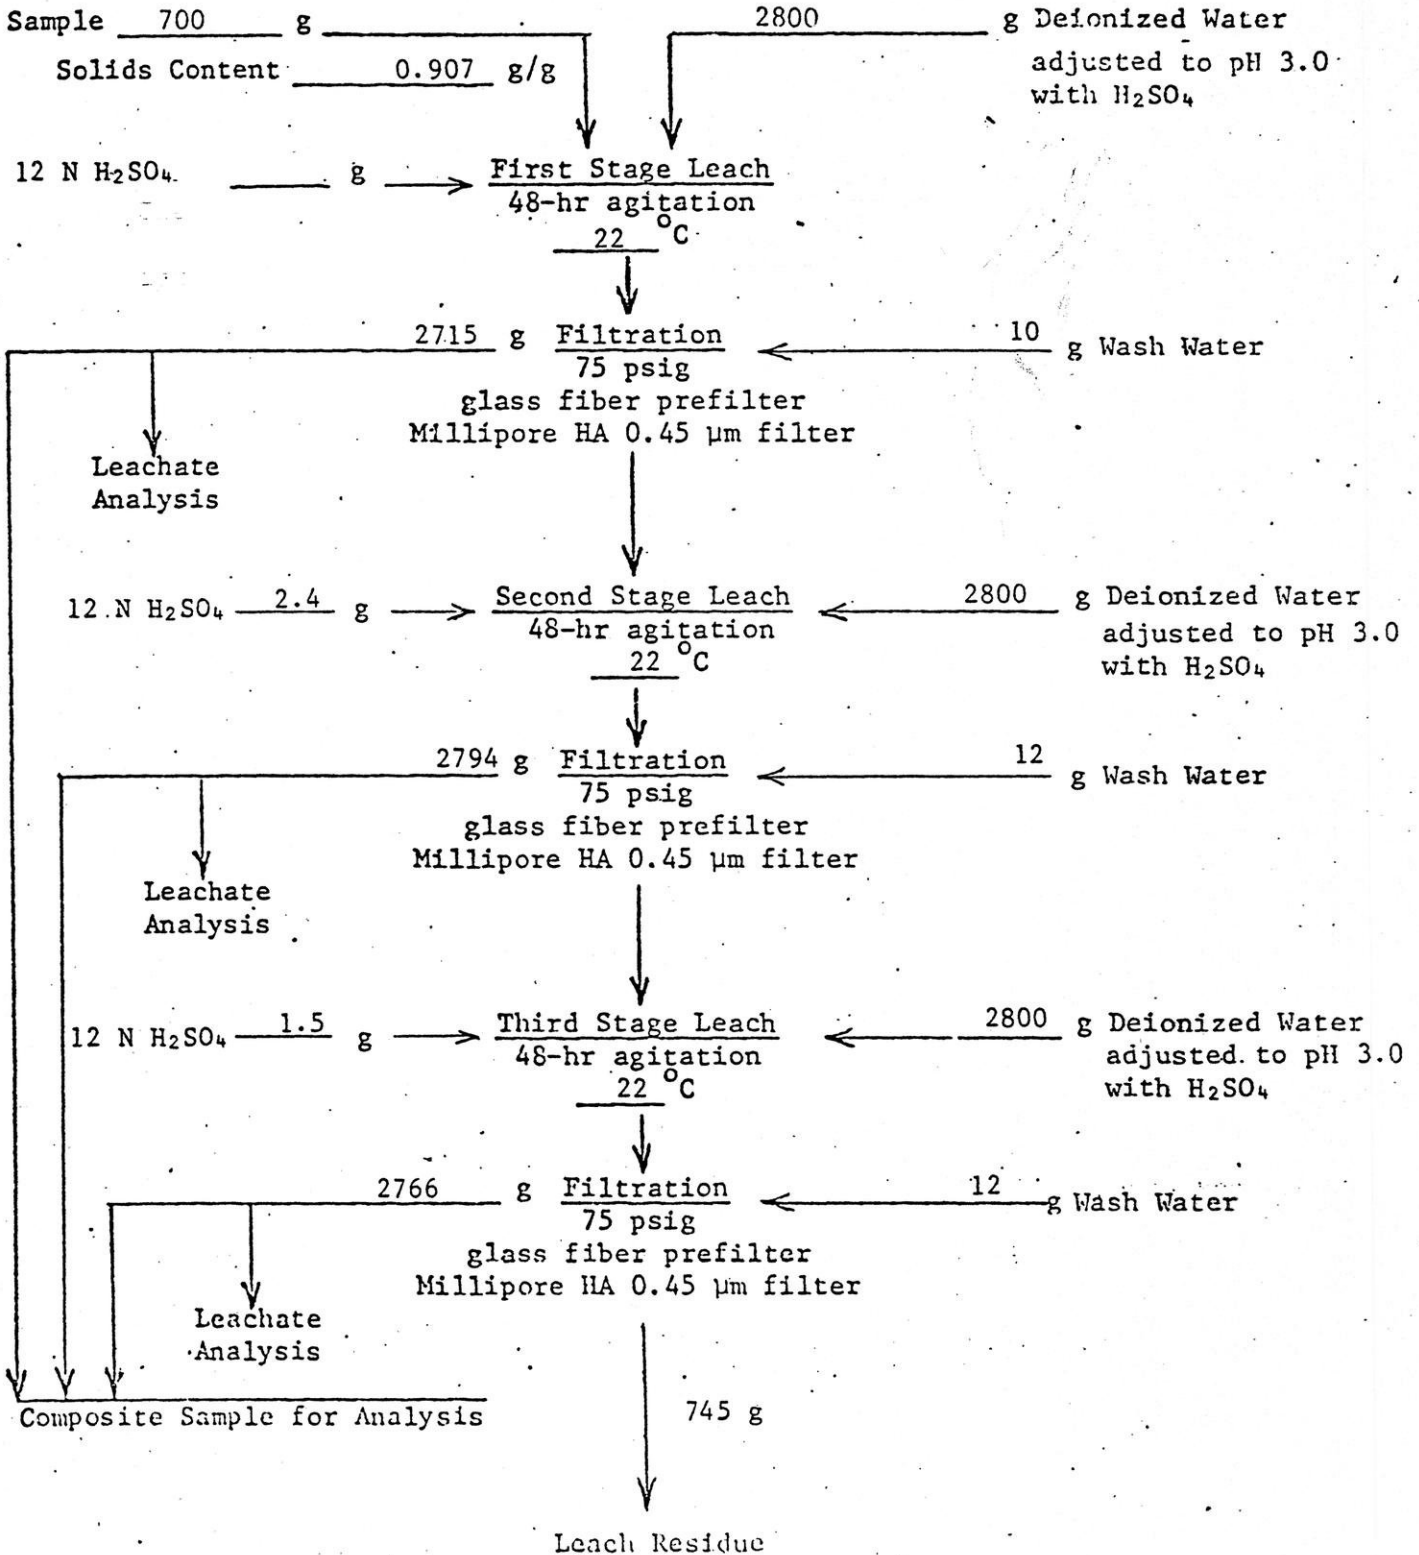 Sample 700 g 2800 g Deionized Water
Solids Content 0.907 g/g adjusted to pH 3.0
with H₂SO₄
12 N H₂SO₄ ____ g First Stage Leach
48-hr agitation
22 °C
2715 g Filtration 10 g Wash Water
75 psig
glass fiber prefilter
Millipore HA 0.45 µm filter
Leachate
Analysis
12 N H₂SO₄ 2.4 g Second Stage Leach 2800 g Deionized Water
48-hr agitation adjusted to pH 3.0
22 °C with H₂SO₄
2794 g Filtration 12 g Wash Water
75 psig
glass fiber prefilter
Millipore HA 0.45 µm filter
Leachate
Analysis
12 N H₂SO₄ 1.5 g Third Stage Leach 2800 g Deionized Water
48-hr agitation adjusted to pH 3.0
22 °C with H₂SO₄
2766 g Filtration 12 g Wash Water
75 psig
glass fiber prefilter
Millipore HA 0.45 µm filter
Leachate
Analysis
Composite Sample for Analysis 745 g
Leach Residue